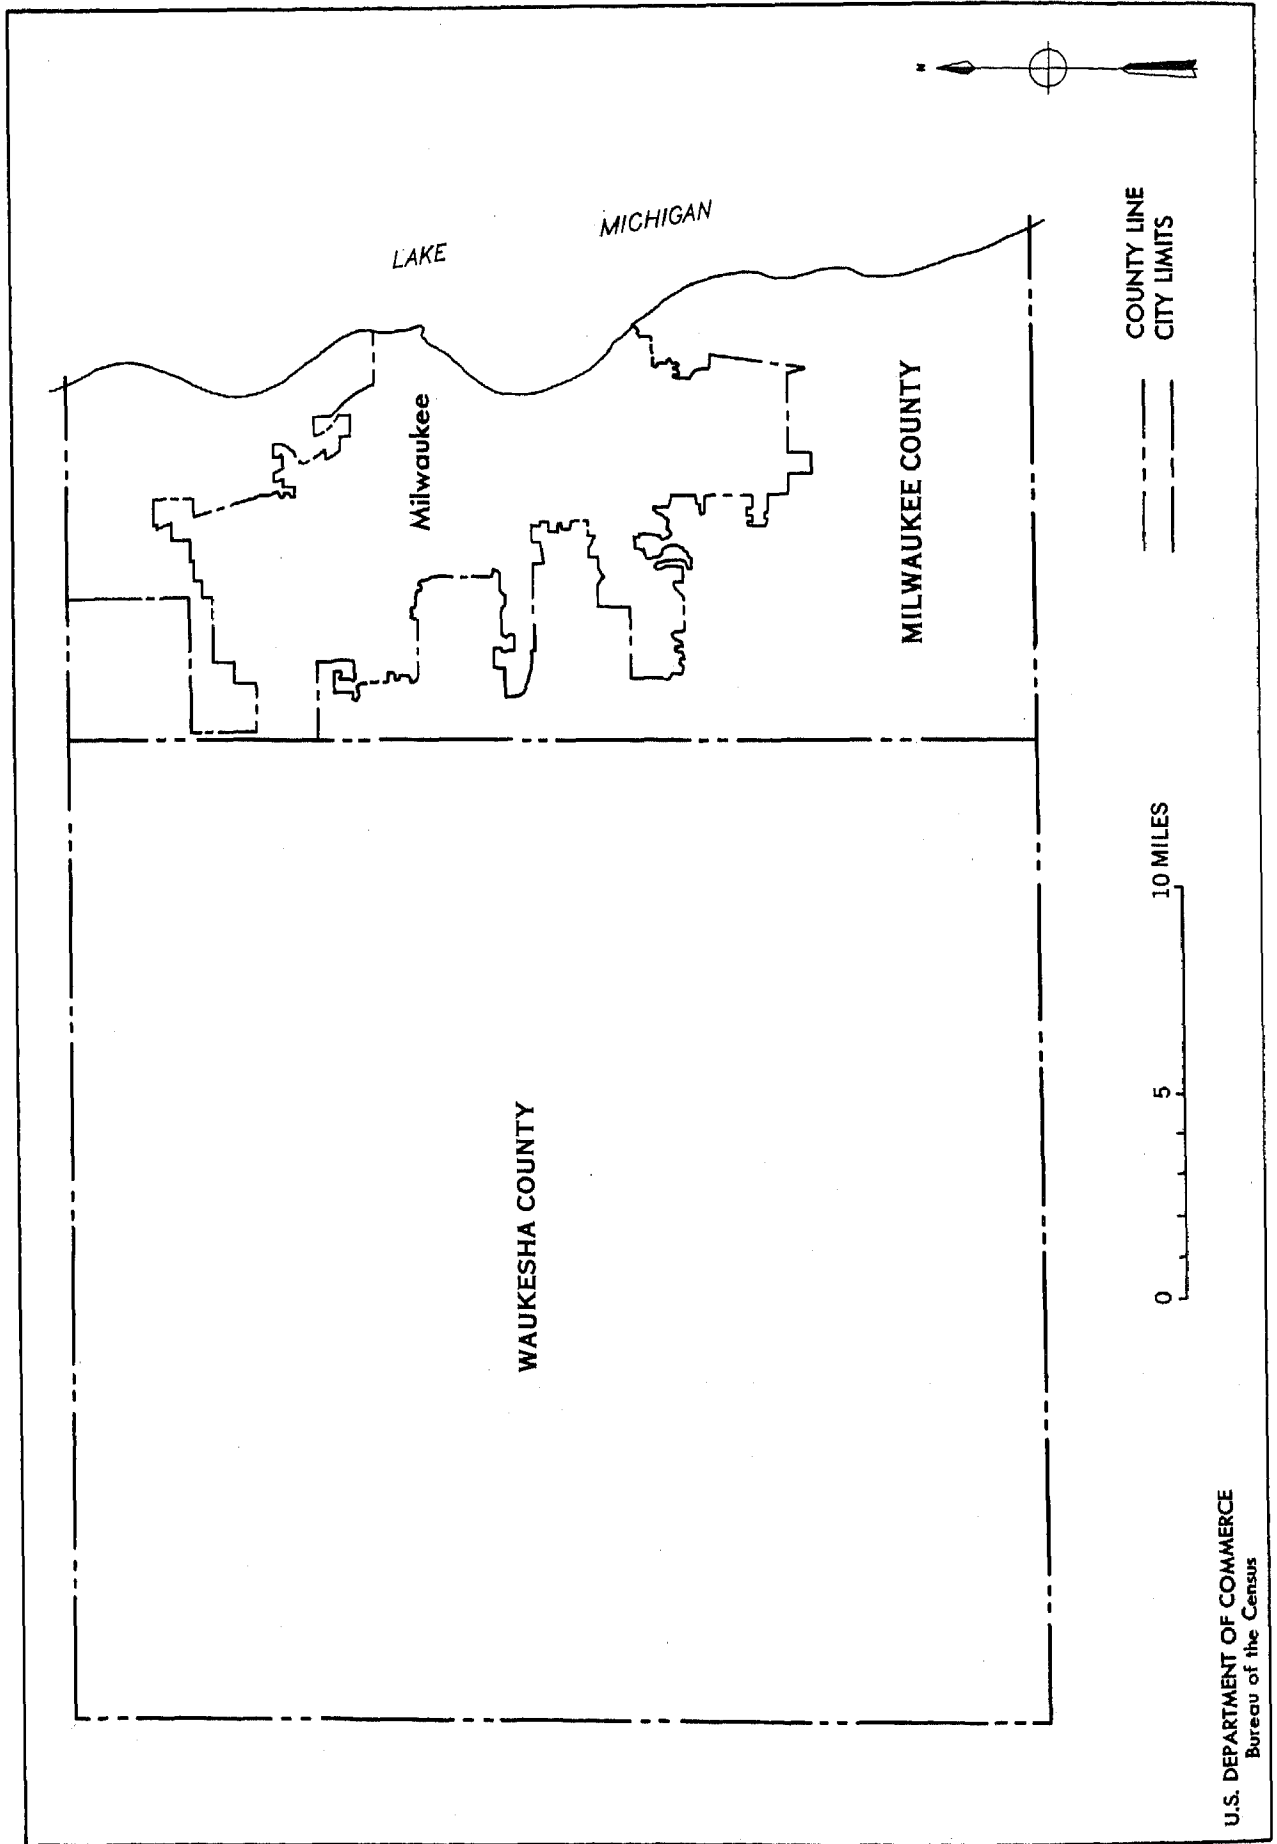 N
LAKE MICHIGAN
Milwaukee
WAUKESHA COUNTY
MILWAUKEE COUNTY
COUNTY LINE
CITY LIMITS
0 5 10 MILES
U.S. DEPARTMENT OF COMMERCE
Bureau of the Census